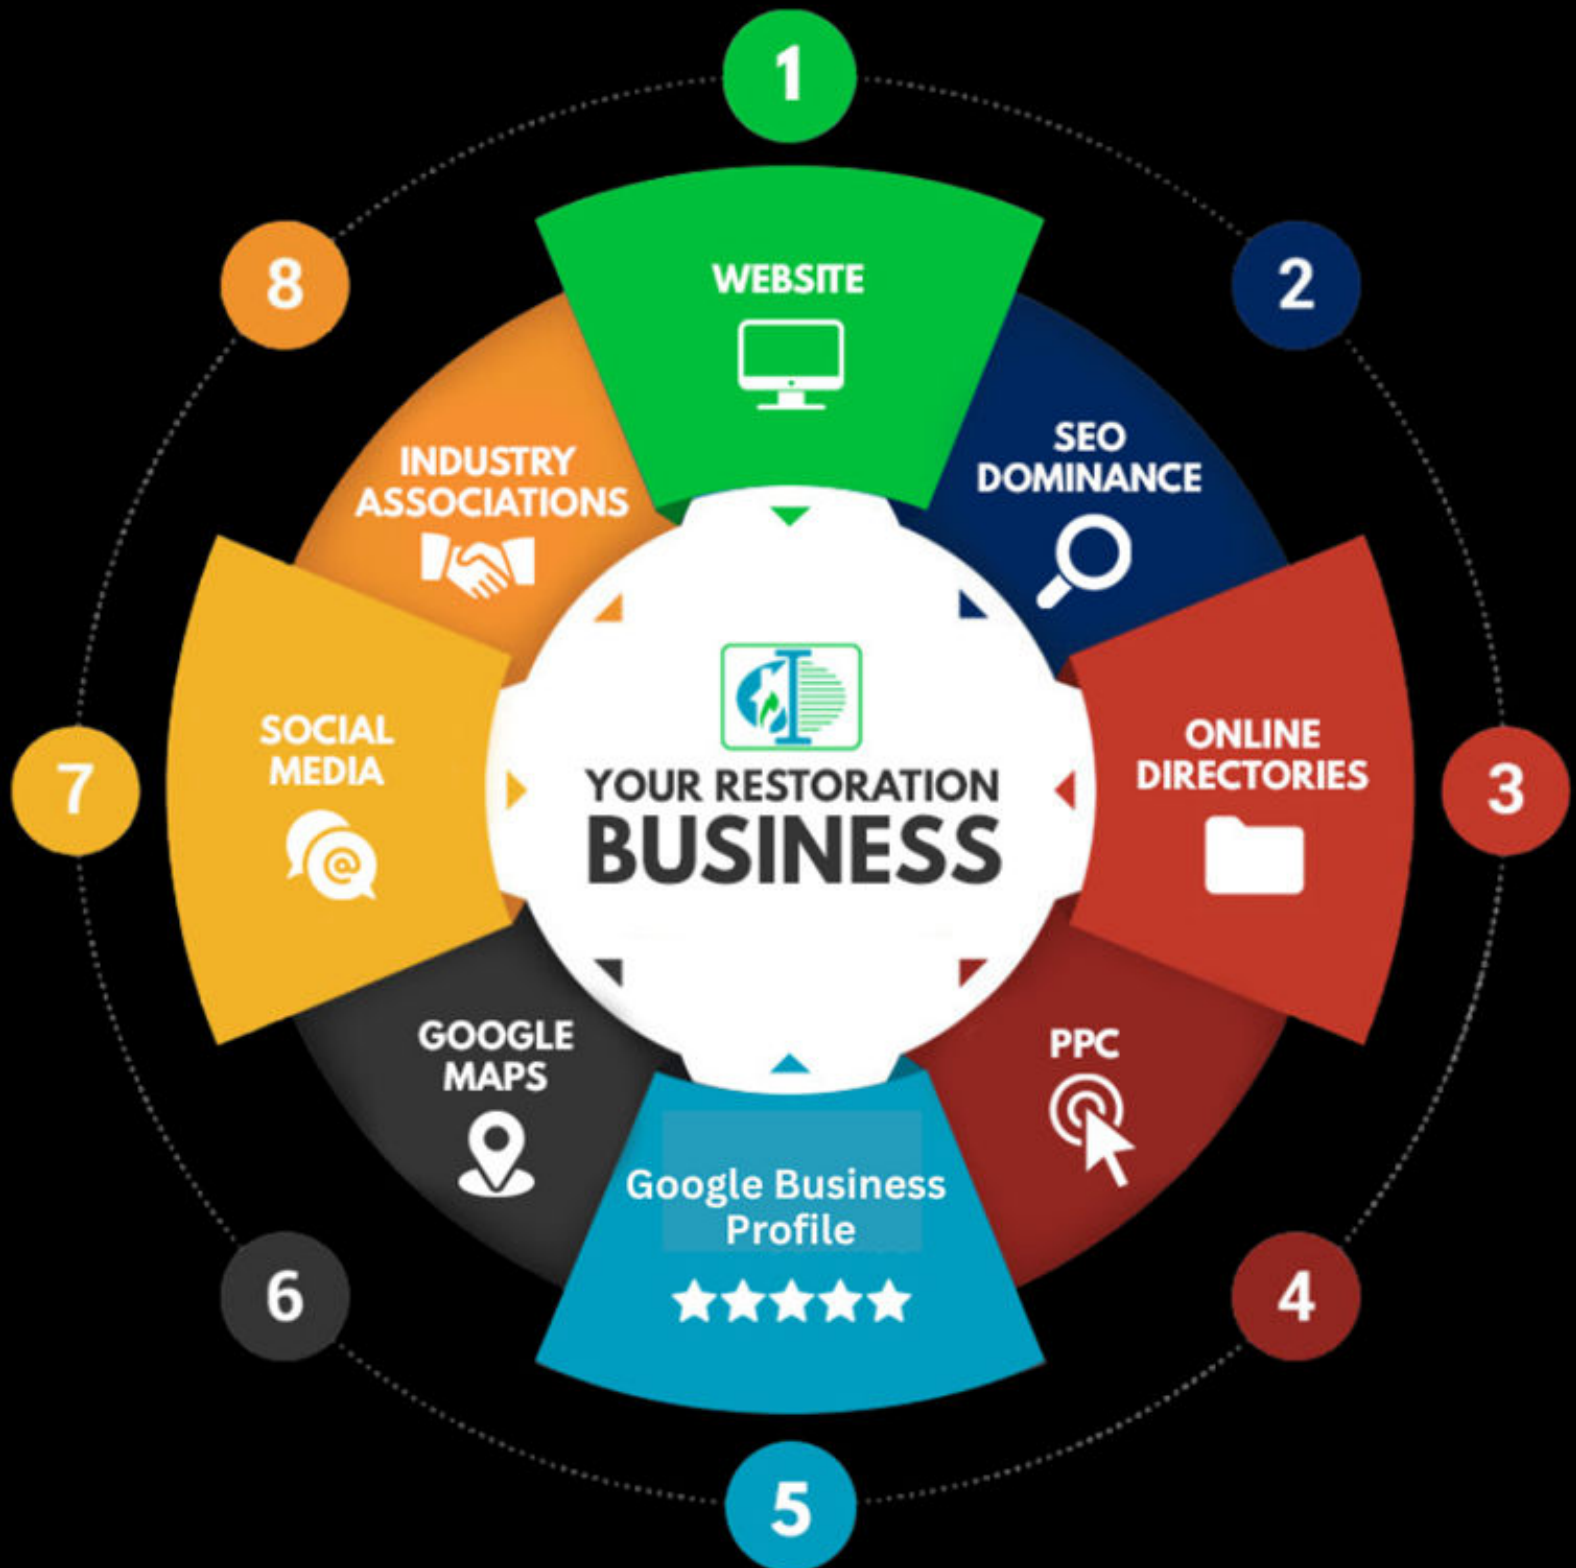 1
WEBSITE
2
SEO
DOMINANCE
3
ONLINE
DIRECTORIES
4
PPC
5
Google Business
Profile
6
GOOGLE
MAPS
7
SOCIAL
MEDIA
@
8
INDUSTRY
ASSOCIATIONS
YOUR RESTORATION
BUSINESS